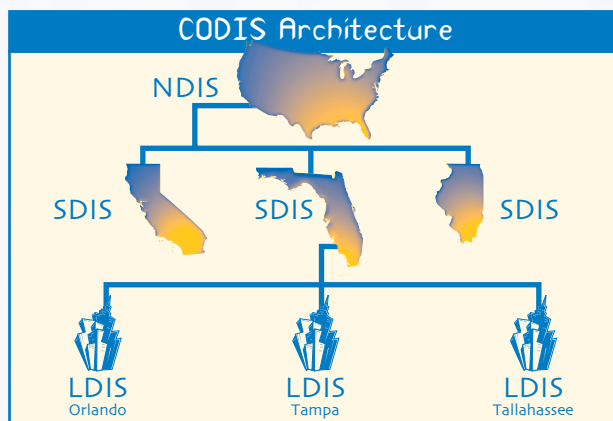 CODIS Architecture
NDIS
SDIS SDIS SDIS
LDIS LDIS LDIS
Orlando Tampa Tallahassee